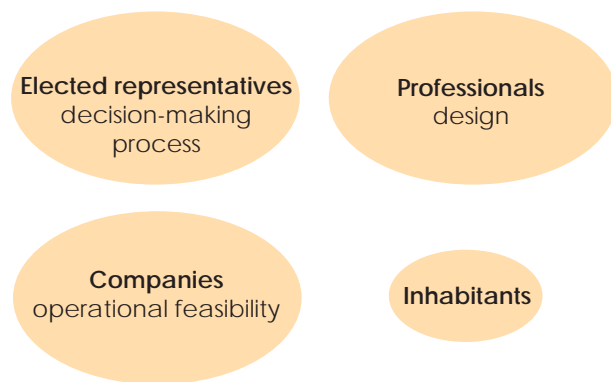 Elected representatives
decision-making
process
Professionals
design
Companies
operational feasibility
Inhabitants